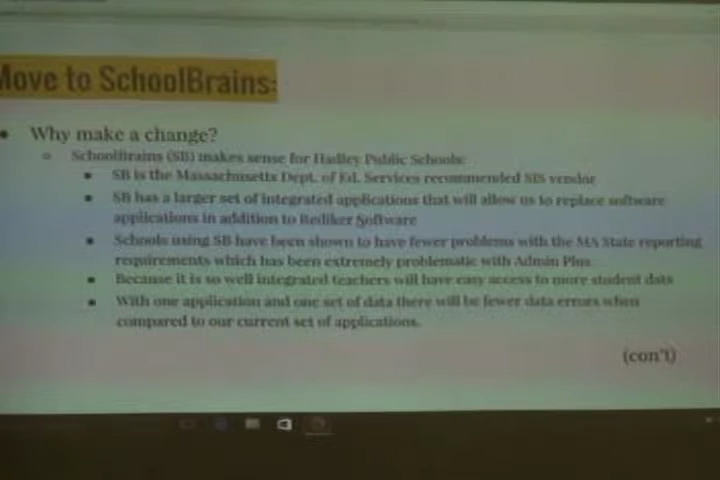 Move to SchoolBrains:
• Why make a change?
○ SchoolBrains (SB) makes sense for Hadley Public Schools:
■ SB is the Massachusetts Dept. of Ed. Services recommended SIS vendor
■ SB has a larger set of integrated applications that will allow us to replace software
applications in addition to Rediker Software
■ Schools using SB have been shown to have fewer problems with the MA State reporting
requirements which has been extremely problematic with Admin Plus
■ Because it is so well integrated teachers will have easy access to more student data
■ With one application and one set of data there will be fewer data errors when
compared to our current set of applications.
(con't)